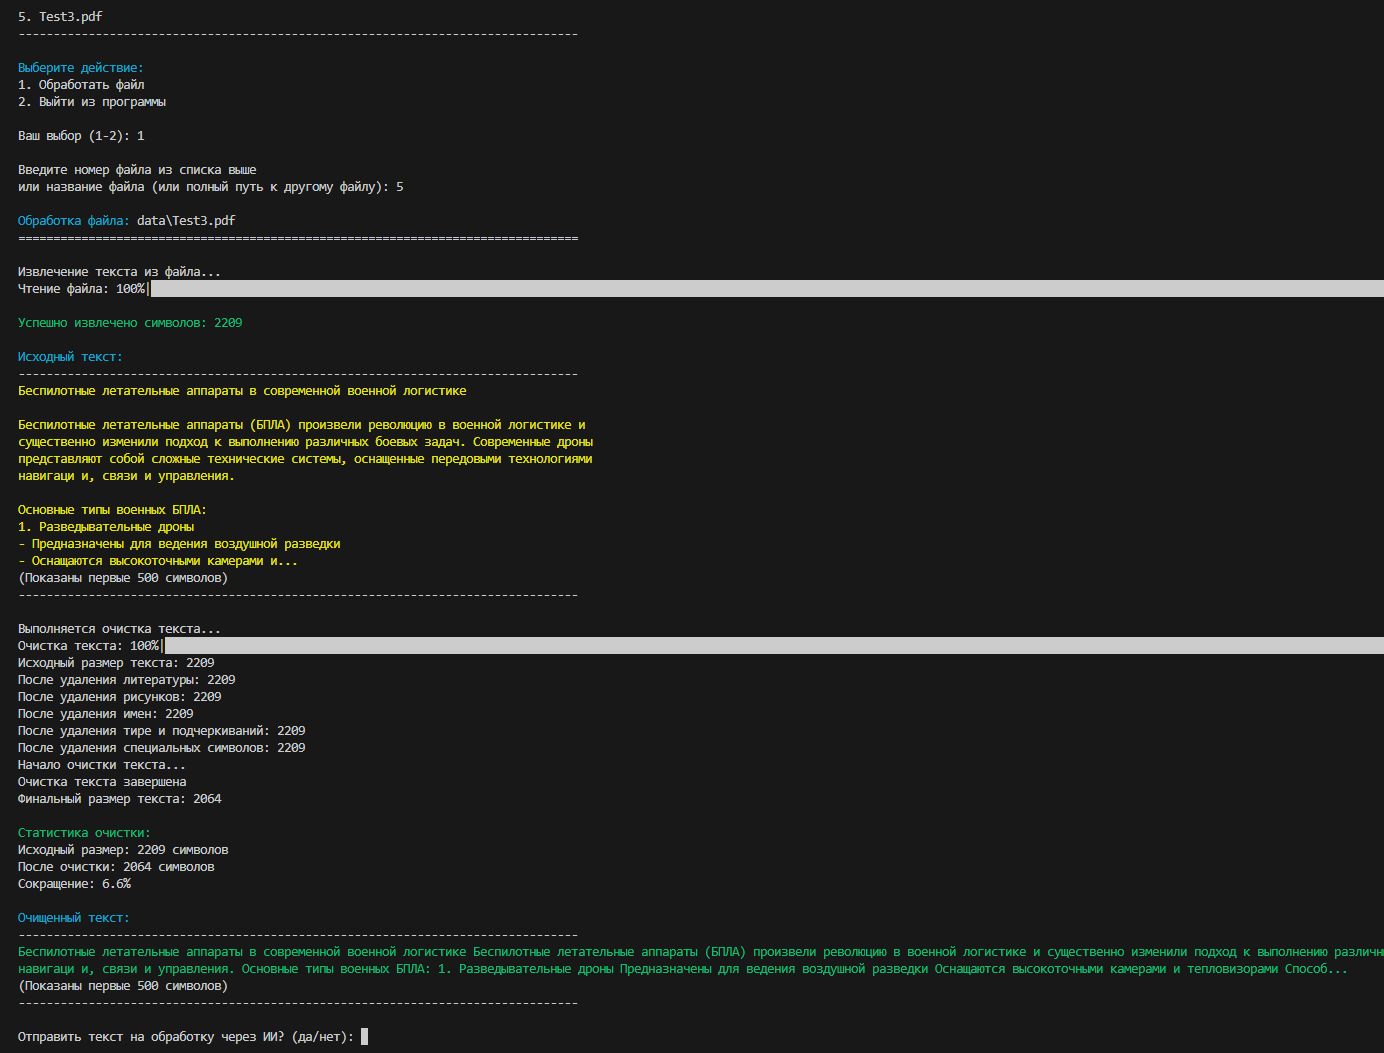 5. Test3.pdf
--------------------------------------------------------------------------------
Выберите действие:
1. Обработать файл
2. Выйти из программы
Ваш выбор (1-2): 1
Введите номер файла из списка выше
или название файла (или полный путь к другому файлу): 5
Обработка файла: data\Test3.pdf
================================================================================
Извлечение текста из файла...
Чтение файла: 100%|
Успешно извлечено символов: 2209
Исходный текст:
--------------------------------------------------------------------------------
Беспилотные летательные аппараты в современной военной логистике
Беспилотные летательные аппараты (БПЛА) произвели революцию в военной логистике и
существенно изменили подход к выполнению различных боевых задач. Современные дроны
представляют собой сложные технические системы, оснащенные передовыми технологиями
навигаци и, связи и управления.
Основные типы военных БПЛА:
1. Разведывательные дроны
- Предназначены для ведения воздушной разведки
- Оснащаются высокоточными камерами и...
(Показаны первые 500 символов)
--------------------------------------------------------------------------------
Выполняется очистка текста...
Очистка текста: 100%|
Исходный размер текста: 2209
После удаления литературы: 2209
После удаления рисунков: 2209
После удаления имен: 2209
После удаления тире и подчеркиваний: 2209
После удаления специальных символов: 2209
Начало очистки текста...
Очистка текста завершена
Финальный размер текста: 2064
Статистика очистки:
Исходный размер: 2209 символов
После очистки: 2064 символов
Сокращение: 6.6%
Очищенный текст:
--------------------------------------------------------------------------------
Беспилотные летательные аппараты в современной военной логистике Беспилотные летательные аппараты (БПЛА) произвели революцию в военной логистике и существенно изменили подход к выполнению различн
навигаци и, связи и управления. Основные типы военных БПЛА: 1. Разведывательные дроны Предназначены для ведения воздушной разведки Оснащаются высокоточными камерами и тепловизорами Способ...
(Показаны первые 500 символов)
--------------------------------------------------------------------------------
Отправить текст на обработку через ИИ? (да/нет):